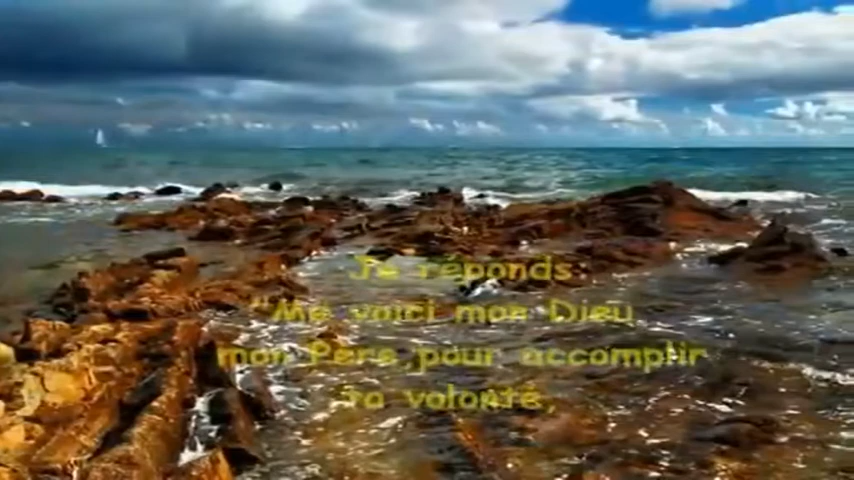 Je réponds
"Me voici mon Dieu
mon Père, pour accomplir
ta volonté,